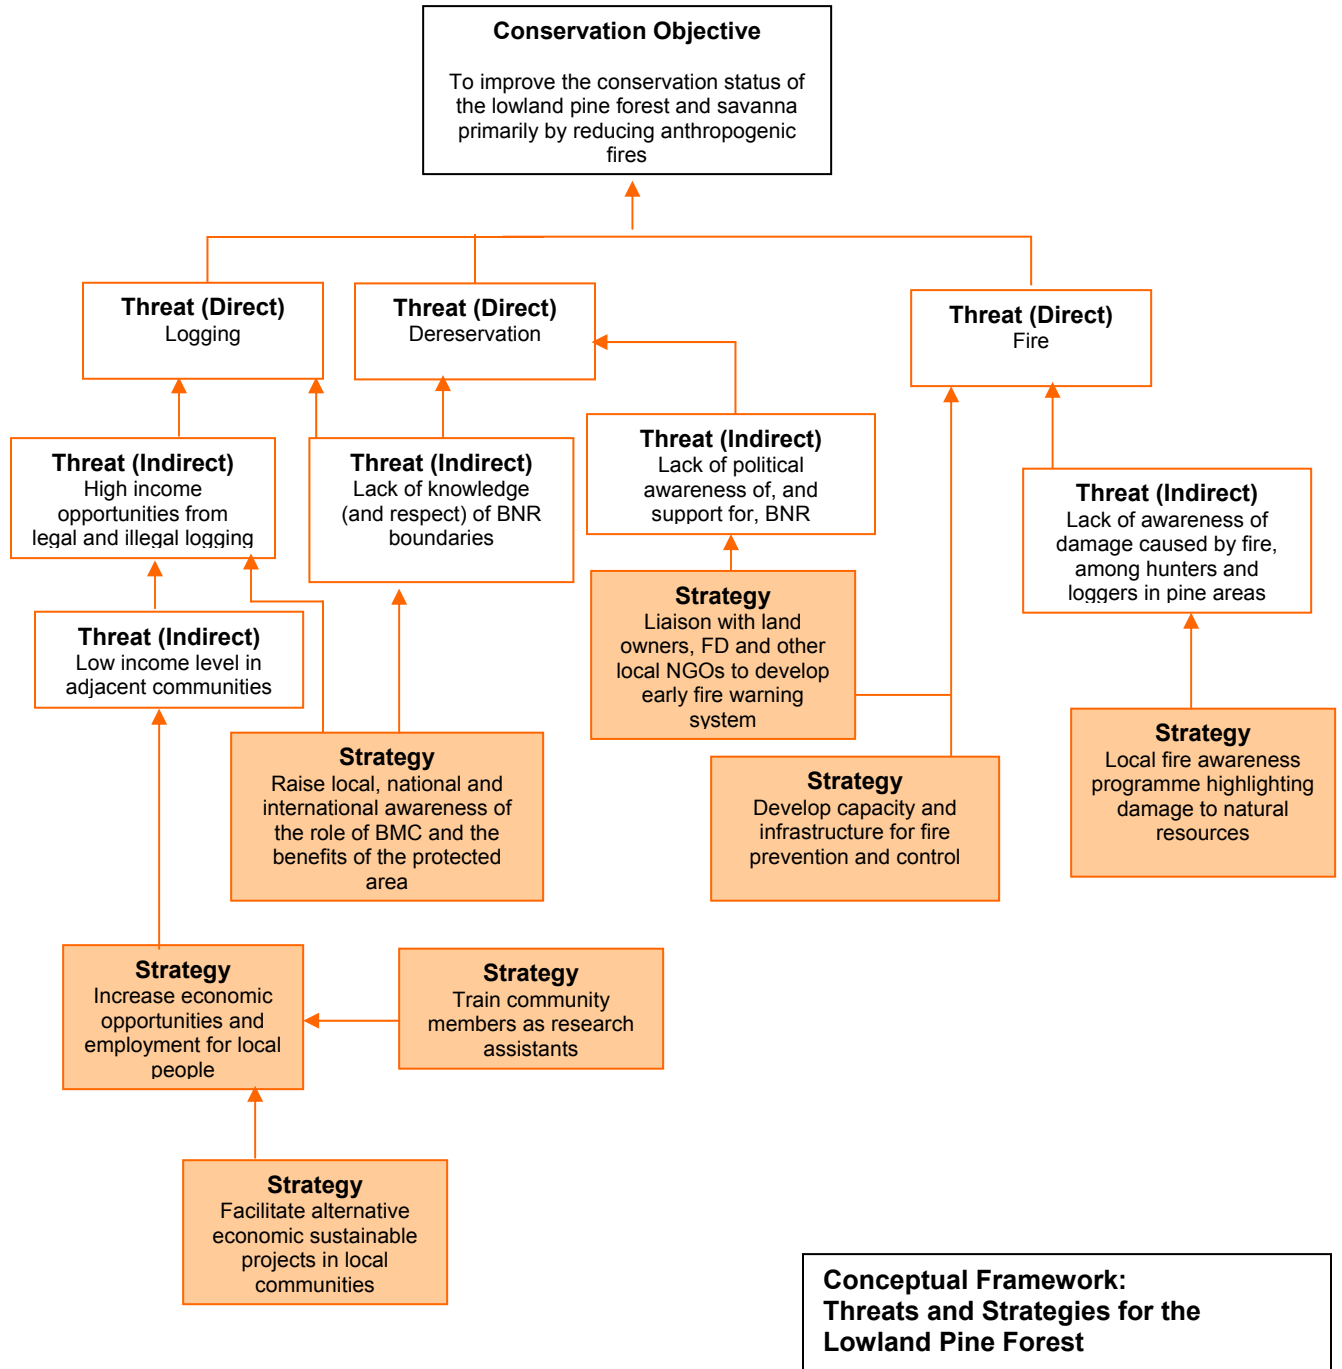 Conservation Objective
To improve the conservation status of
the lowland pine forest and savanna
primarily by reducing anthropogenic
fires
Threat (Direct)
Logging
Threat (Direct)
Dereservation
Threat (Direct)
Fire
Threat (Indirect)
High income
opportunities from
legal and illegal logging
Threat (Indirect)
Lack of knowledge
(and respect) of BNR
boundaries
Threat (Indirect)
Lack of political
awareness of, and
support for, BNR
Threat (Indirect)
Lack of awareness of
damage caused by fire,
among hunters and
loggers in pine areas
Threat (Indirect)
Low income level in
adjacent communities
Strategy
Liaison with land
owners, FD and other
local NGOs to develop
early fire warning
system
Strategy
Raise local, national and
international awareness of
the role of BMC and the
benefits of the protected
area
Strategy
Develop capacity and
infrastructure for fire
prevention and control
Strategy
Local fire awareness
programme highlighting
damage to natural
resources
Strategy
Increase economic
opportunities and
employment for local
people
Strategy
Train community
members as research
assistants
Strategy
Facilitate alternative
economic sustainable
projects in local
communities
Conceptual Framework:
Threats and Strategies for the
Lowland Pine Forest